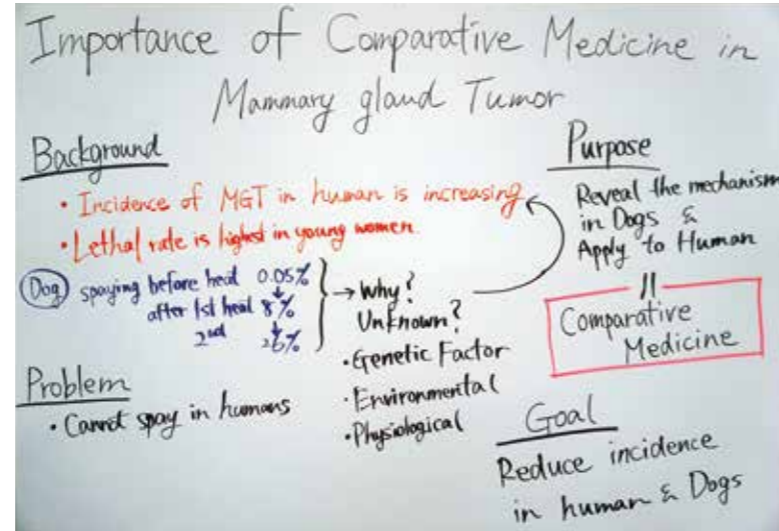 Importance of Comparative Medicine in
Mammary gland Tumor
Background
• Incidence of MGT in human is increasing
• Lethal rate is highest in young women.
Dog spaying before heat 0.05%
after 1st heat 8%
2nd 26%
→ Why?
Unknown?
• Genetic Factor
• Environmental
• Physiological
Problem
• Cannot spay in humans
Purpose
Reveal the mechanism
in Dogs &
Apply to Human
Comparative
Medicine
Goal
Reduce incidence
in human & Dogs